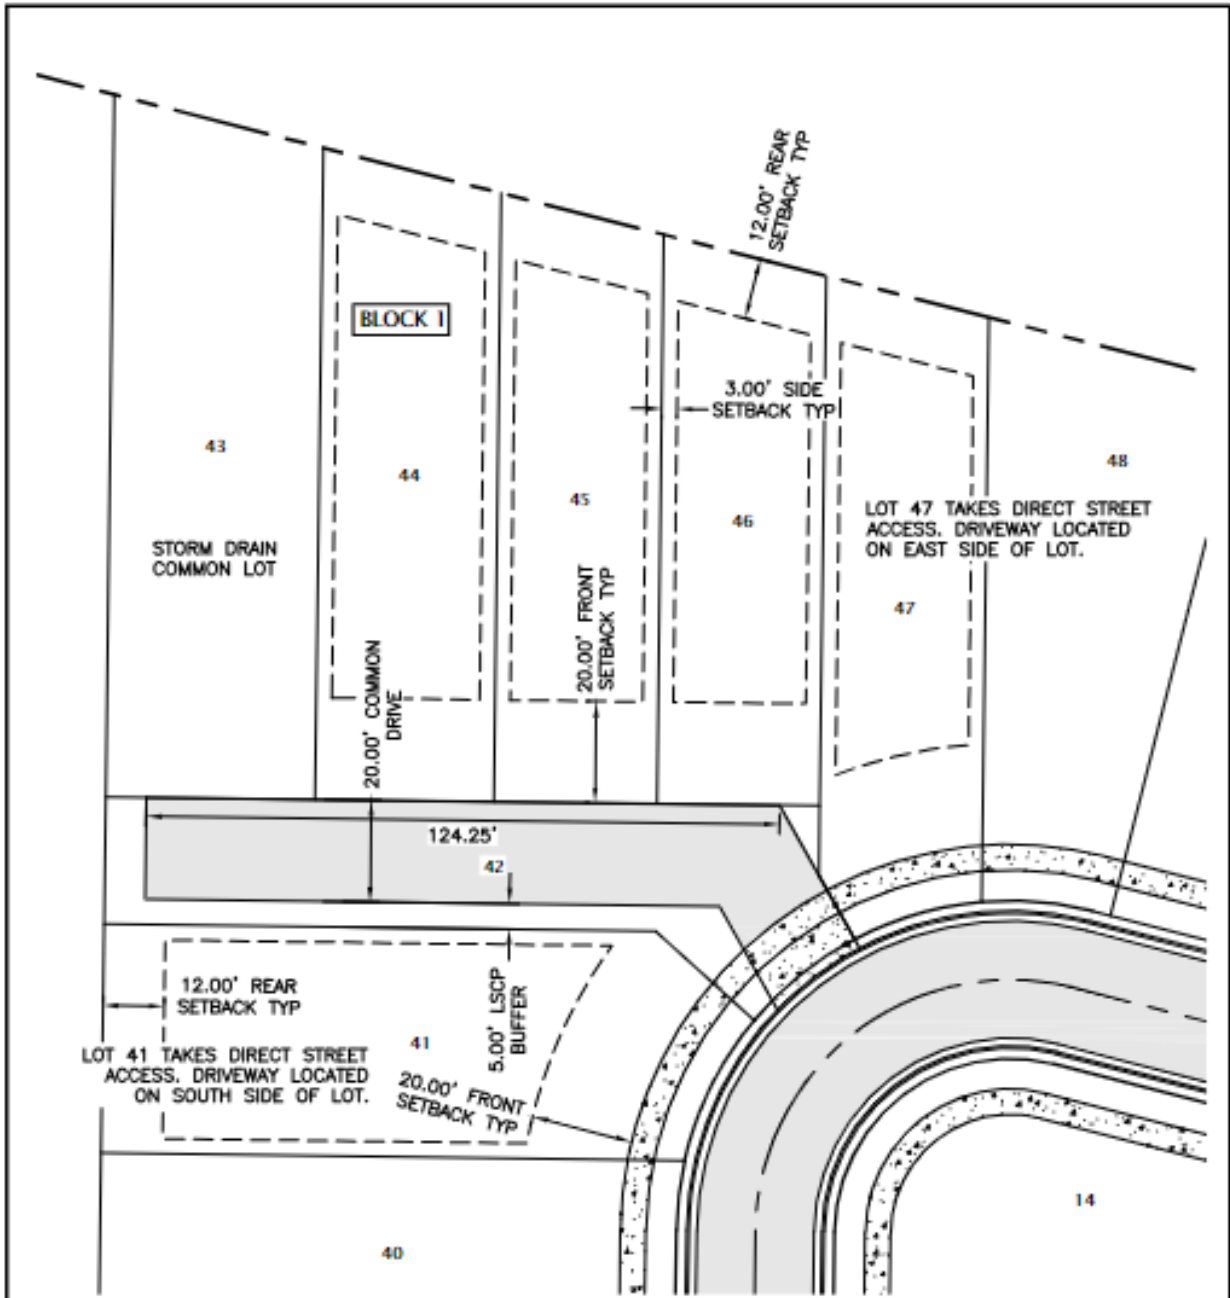 12.00' REAR
SETBACK TYP
BLOCK 1
3.00' SIDE
SETBACK TYP
43
44
45
46
48
LOT 47 TAKES DIRECT STREET
ACCESS. DRIVEWAY LOCATED
ON EAST SIDE OF LOT.
STORM DRAIN
COMMON LOT
47
20.00' FRONT
SETBACK TYP
20.00' COMMON
DRIVE
124.25'
42
12.00' REAR
SETBACK TYP
5.00' LSCP
BUFFER
41
LOT 41 TAKES DIRECT STREET
ACCESS. DRIVEWAY LOCATED
ON SOUTH SIDE OF LOT.
20.00' FRONT
SETBACK TYP
14
40